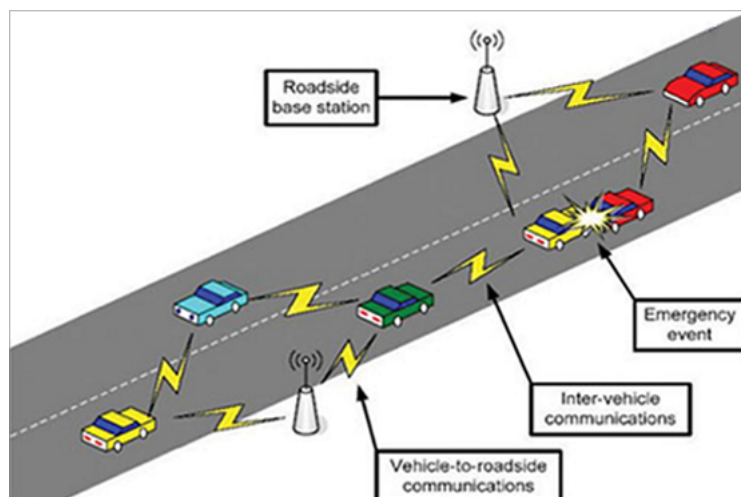 Roadside
base station
Emergency
event
Inter-vehicle
communications
Vehicle-to-roadside
communications